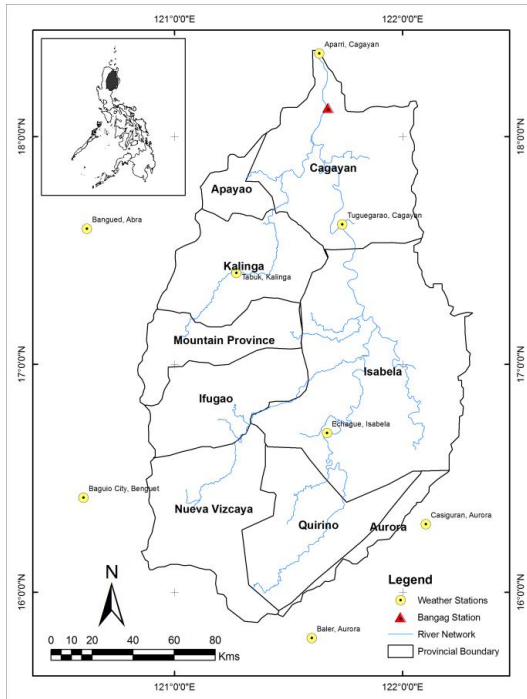 121°0'0"E
122°0'0"E
Aparri, Cagayan
18°0'0"N
18°0'0"N
Cagayan
Apayao
Tuguegarao, Cagayan
Bangued, Abra
Kalinga
Tabuk, Kalinga
Mountain Province
17°0'0"N
17°0'0"N
Isabela
Ifugao
Echague, Isabela
Baguio City, Benguet
Nueva Vizcaya
Casiguran, Aurora
Quirino
Aurora
N
Legend
Weather Stations
Bangag Station
River Network
Provincial Boundary
16°0'0"N
16°0'0"N
0 10 20 40 60 80
Kms
Baler, Aurora
121°0'0"E
122°0'0"E